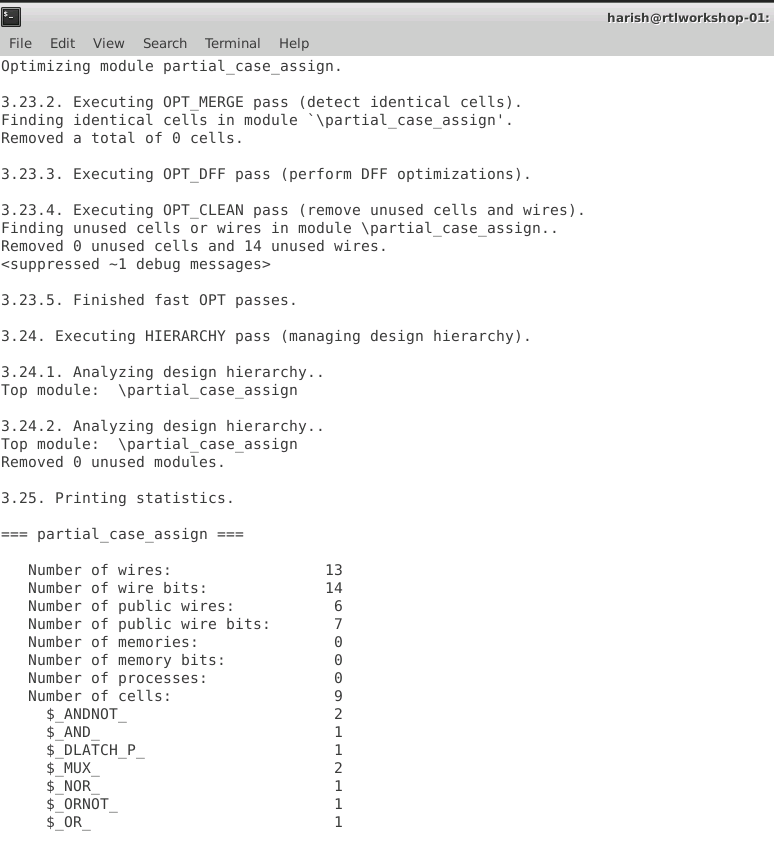 harish@rtlworkshop-01:
File Edit View Search Terminal Help
Optimizing module partial_case_assign.
3.23.2. Executing OPT_MERGE pass (detect identical cells).
Finding identical cells in module `\partial_case_assign'.
Removed a total of 0 cells.
3.23.3. Executing OPT_DFF pass (perform DFF optimizations).
3.23.4. Executing OPT_CLEAN pass (remove unused cells and wires).
Finding unused cells or wires in module \partial_case_assign..
Removed 0 unused cells and 14 unused wires.
<suppressed ~1 debug messages>
3.23.5. Finished fast OPT passes.
3.24. Executing HIERARCHY pass (managing design hierarchy).
3.24.1. Analyzing design hierarchy..
Top module:  \partial_case_assign
3.24.2. Analyzing design hierarchy..
Top module:  \partial_case_assign
Removed 0 unused modules.
3.25. Printing statistics.
=== partial_case_assign ===
Number of wires: 13
Number of wire bits: 14
Number of public wires: 6
Number of public wire bits: 7
Number of memories: 0
Number of memory bits: 0
Number of processes: 0
Number of cells: 9
$_ANDNOT_ 2
$_AND_ 1
$_DLATCH_P_ 1
$_MUX_ 2
$_NOR_ 1
$_ORNOT_ 1
$_OR_ 1